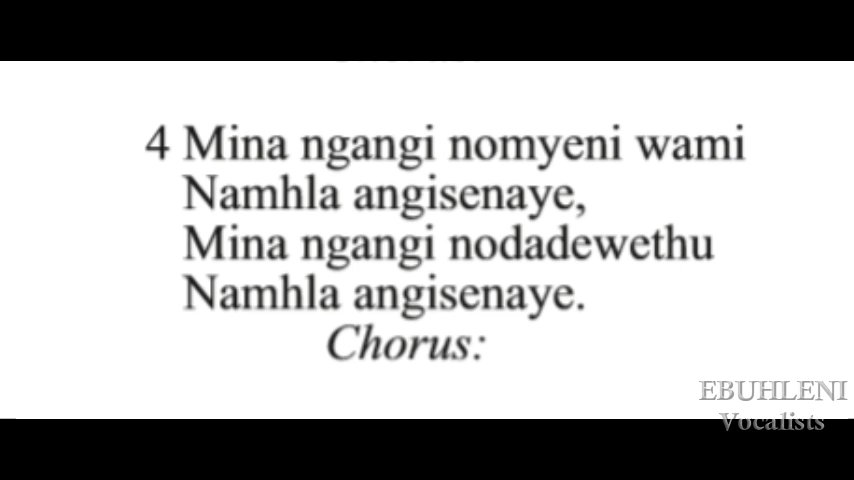 4 Mina ngangi nomyeni wami
Namhla angisenaye,
Mina ngangi nodadewethu
Namhla angisenaye.
Chorus:
EBUHLENI
Vocalists